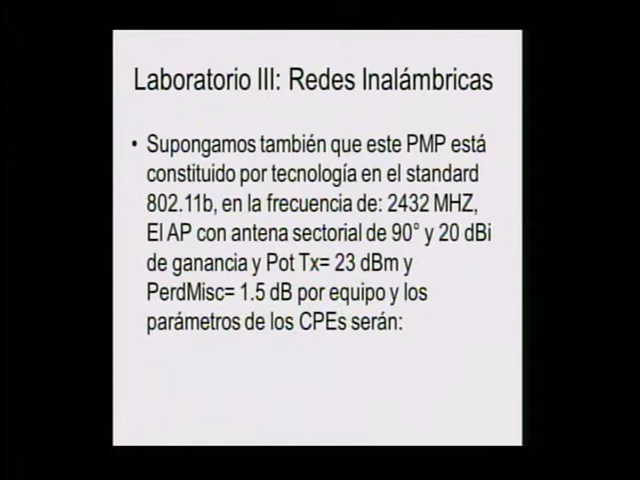 Laboratorio III: Redes Inalámbricas
• Supongamos también que este PMP está
constituido por tecnología en el standard
802.11b, en la frecuencia de: 2432 MHZ,
El AP con antena sectorial de 90° y 20 dBi
de ganancia y Pot Tx= 23 dBm y
PerdMisc= 1.5 dB por equipo y los
parámetros de los CPEs serán: